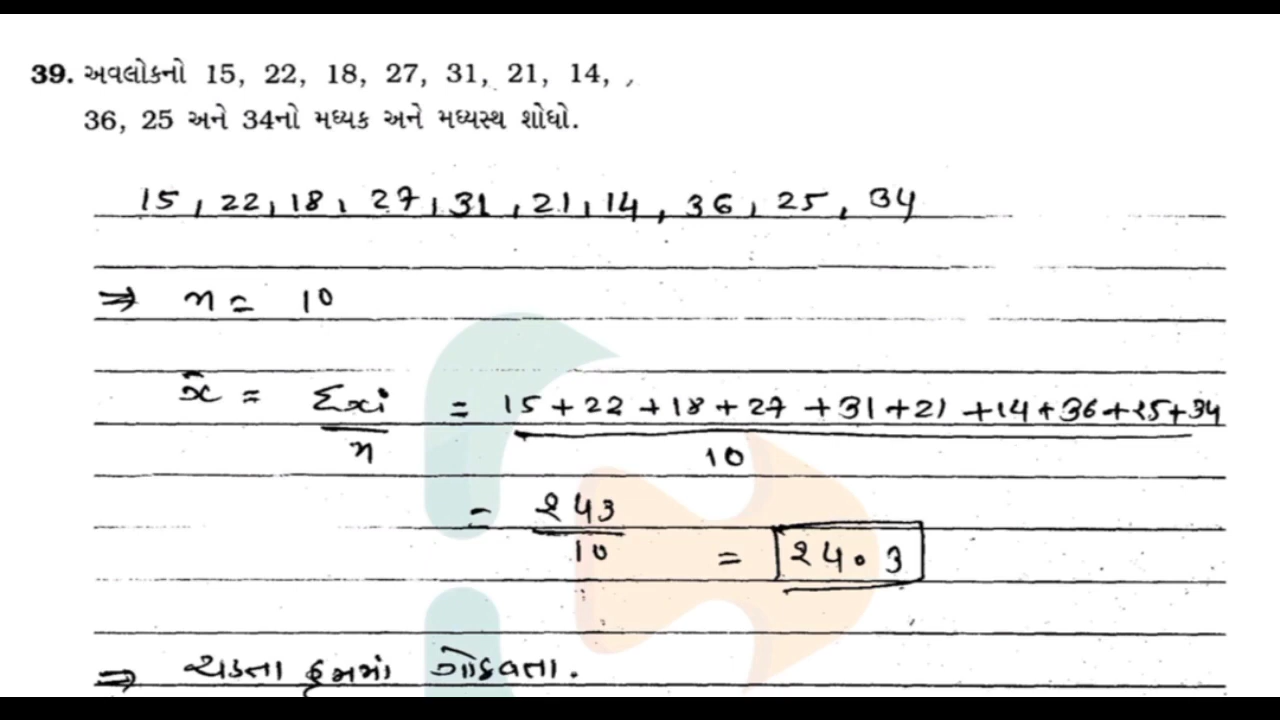 39. અવલોકનો 15, 22, 18, 27, 31, 21, 14,
36, 25 અને 34નો મધ્યક અને મધ્યસ્થ શોધો.
15, 22, 18, 27, 31, 21, 14, 36, 25, 34
⇒ n = 10
x̄ = Σxi / n = 15 + 22 + 18 + 27 + 31 + 21 + 14 + 36 + 25 + 34 / 10
= 243 / 10 = 24.3
⇒ ચડતા ક્રમમાં ગોઠવતા.